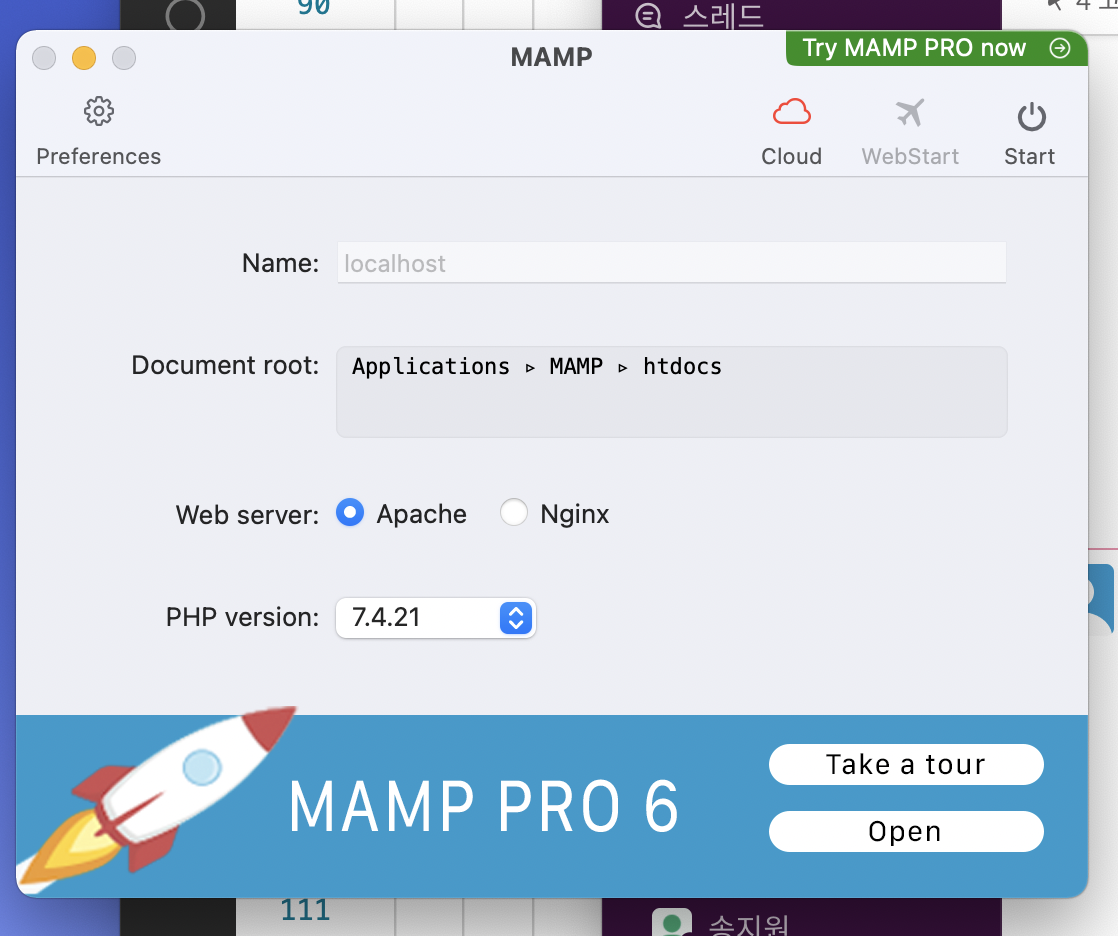 90
스레드
MAMP
Try MAMP PRO now
Preferences
Cloud
WebStart
Start
Name:
localhost
Document root:
Applications ▹ MAMP ▹ htdocs
Web server:
Apache
Nginx
PHP version:
7.4.21
MAMP PRO 6
Take a tour
Open
111
송지원